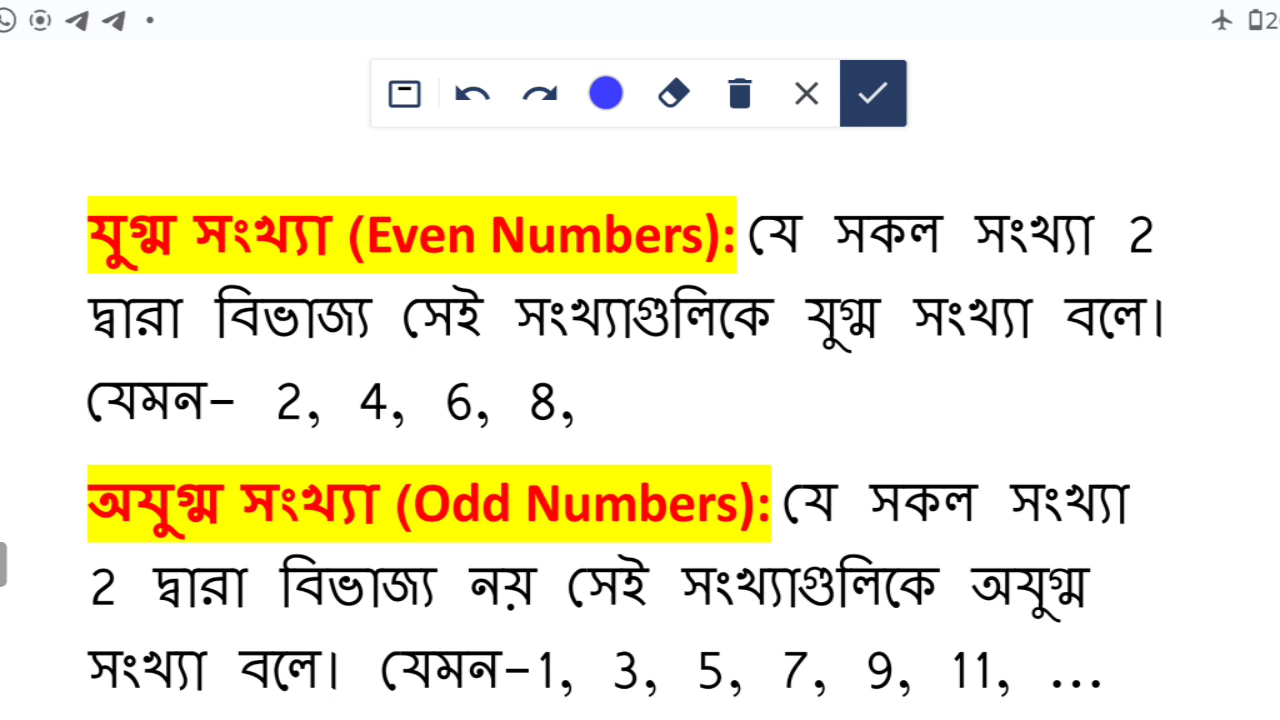 2
যুগ্ম সংখ্যা (Even Numbers): যে সকল সংখ্যা 2
দ্বারা বিভাজ্য সেই সংখ্যাগুলিকে যুগ্ম সংখ্যা বলে।
যেমন– 2, 4, 6, 8,
অযুগ্ম সংখ্যা (Odd Numbers): যে সকল সংখ্যা
2 দ্বারা বিভাজ্য নয় সেই সংখ্যাগুলিকে অযুগ্ম
সংখ্যা বলে। যেমন–1, 3, 5, 7, 9, 11, ...